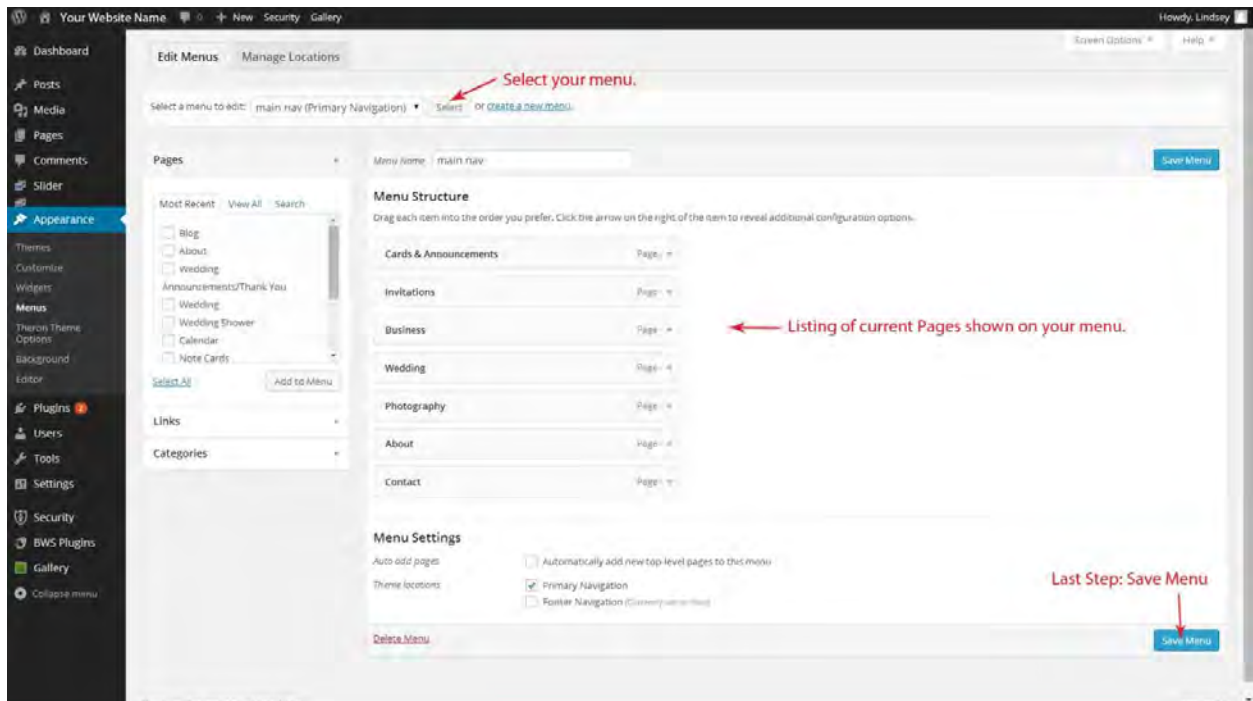 Your Website Name 0 + New Security Gallery
Howdy, Lindsey
Screen Options Help
Dashboard
Posts
Media
Pages
Comments
Slider
Appearance
Themes
Customize
Widgets
Menus
Theron Theme
Options
Background
Editor
Plugins 2
Users
Tools
Settings
Security
BWS Plugins
Gallery
Collapse menu
Edit Menus Manage Locations
Select your menu.
Select a menu to edit: main nav (Primary Navigation) Select or create a new menu.
Pages
Most Recent View All Search
Blog
About
Wedding
Announcements/Thank You
Wedding
Wedding Shower
Calendar
Note Cards
Select All Add to Menu
Links
Categories
Menu Name main nav
Save Menu
Menu Structure
Drag each item into the order you prefer. Click the arrow on the right of the item to reveal additional configuration options.
Cards & Announcements Page
Invitations Page
Business Page
Listing of current Pages shown on your menu.
Wedding Page
Photography Page
About Page
Contact Page
Menu Settings
Auto add pages Automatically add new top-level pages to this menu
Theme locations Primary Navigation
Footer Navigation
Last Step: Save Menu
Delete Menu
Save Menu